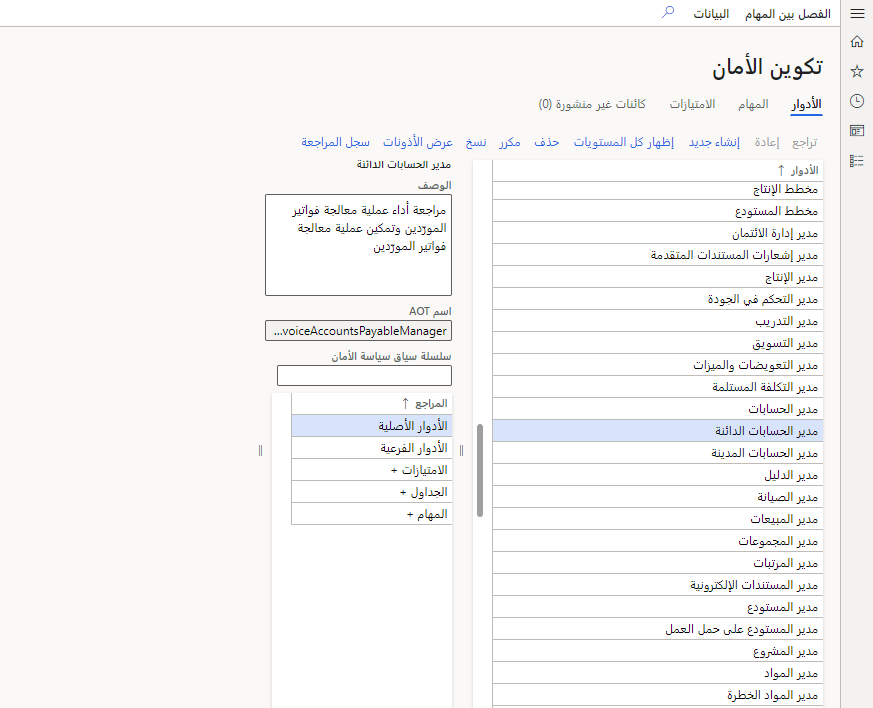 الفصل بين المهام البيانات
تكوين الأمان
الأدوار المهام الامتيازات كائنات غير منشورة (0)
تراجع إعادة إنشاء جديد إظهار كل المستويات حذف مكرر نسخ عرض الأذونات سجل المراجعة
الأدوار ↑
مخطط الإنتاج
مخطط المستودع
مدير إدارة الائتمان
مدير إشعارات المستندات المتقدمة
مدير الإنتاج
مدير التحكم في الجودة
مدير التدريب
مدير التسويق
مدير التعويضات والميزات
مدير التكلفة المستلمة
مدير الحسابات
مدير الحسابات الدائنة
مدير الحسابات المدينة
مدير الدليل
مدير الصيانة
مدير المبيعات
مدير المجموعات
مدير المرتبات
مدير المستندات الإلكترونية
مدير المستودع
مدير المستودع على حمل العمل
مدير المشروع
مدير المواد
مدير المواد الخطرة
مدير الحسابات الدائنة
الوصف
مراجعة أداء عملية معالجة فواتير
المورّدين وتمكين عملية معالجة
فواتير المورّدين
اسم AOT
...voiceAccountsPayableManager
سلسلة سياق سياسة الأمان
المراجع ↑
الأدوار الأصلية
الأدوار الفرعية
الامتيازات +
الجداول +
المهام +